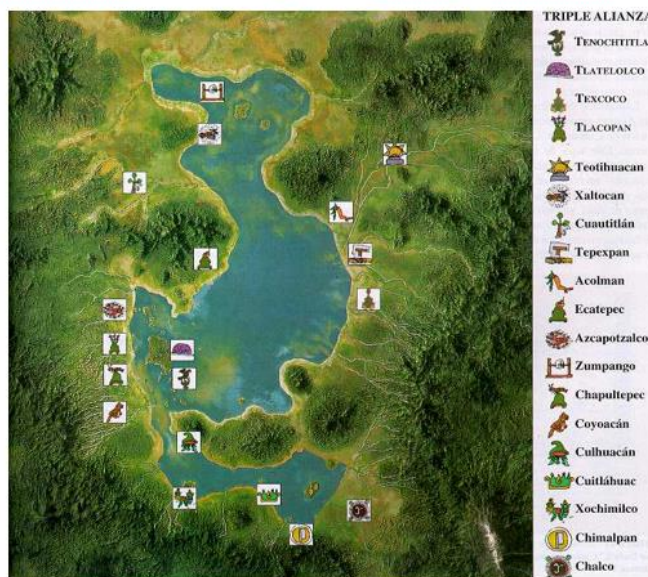 TRIPLE ALIANZA
TENOCHTITLA
TLATELOLCO
TEXCOCO
TLACOPAN
Teotihuacan
Xaltocan
Cuautitlán
Tepexpan
Acolman
Ecatepec
Azcapotzalco
Zumpango
Chapultepec
Coyoacán
Culhuacán
Cuitláhuac
Xochimilco
Chimalpan
Chalco